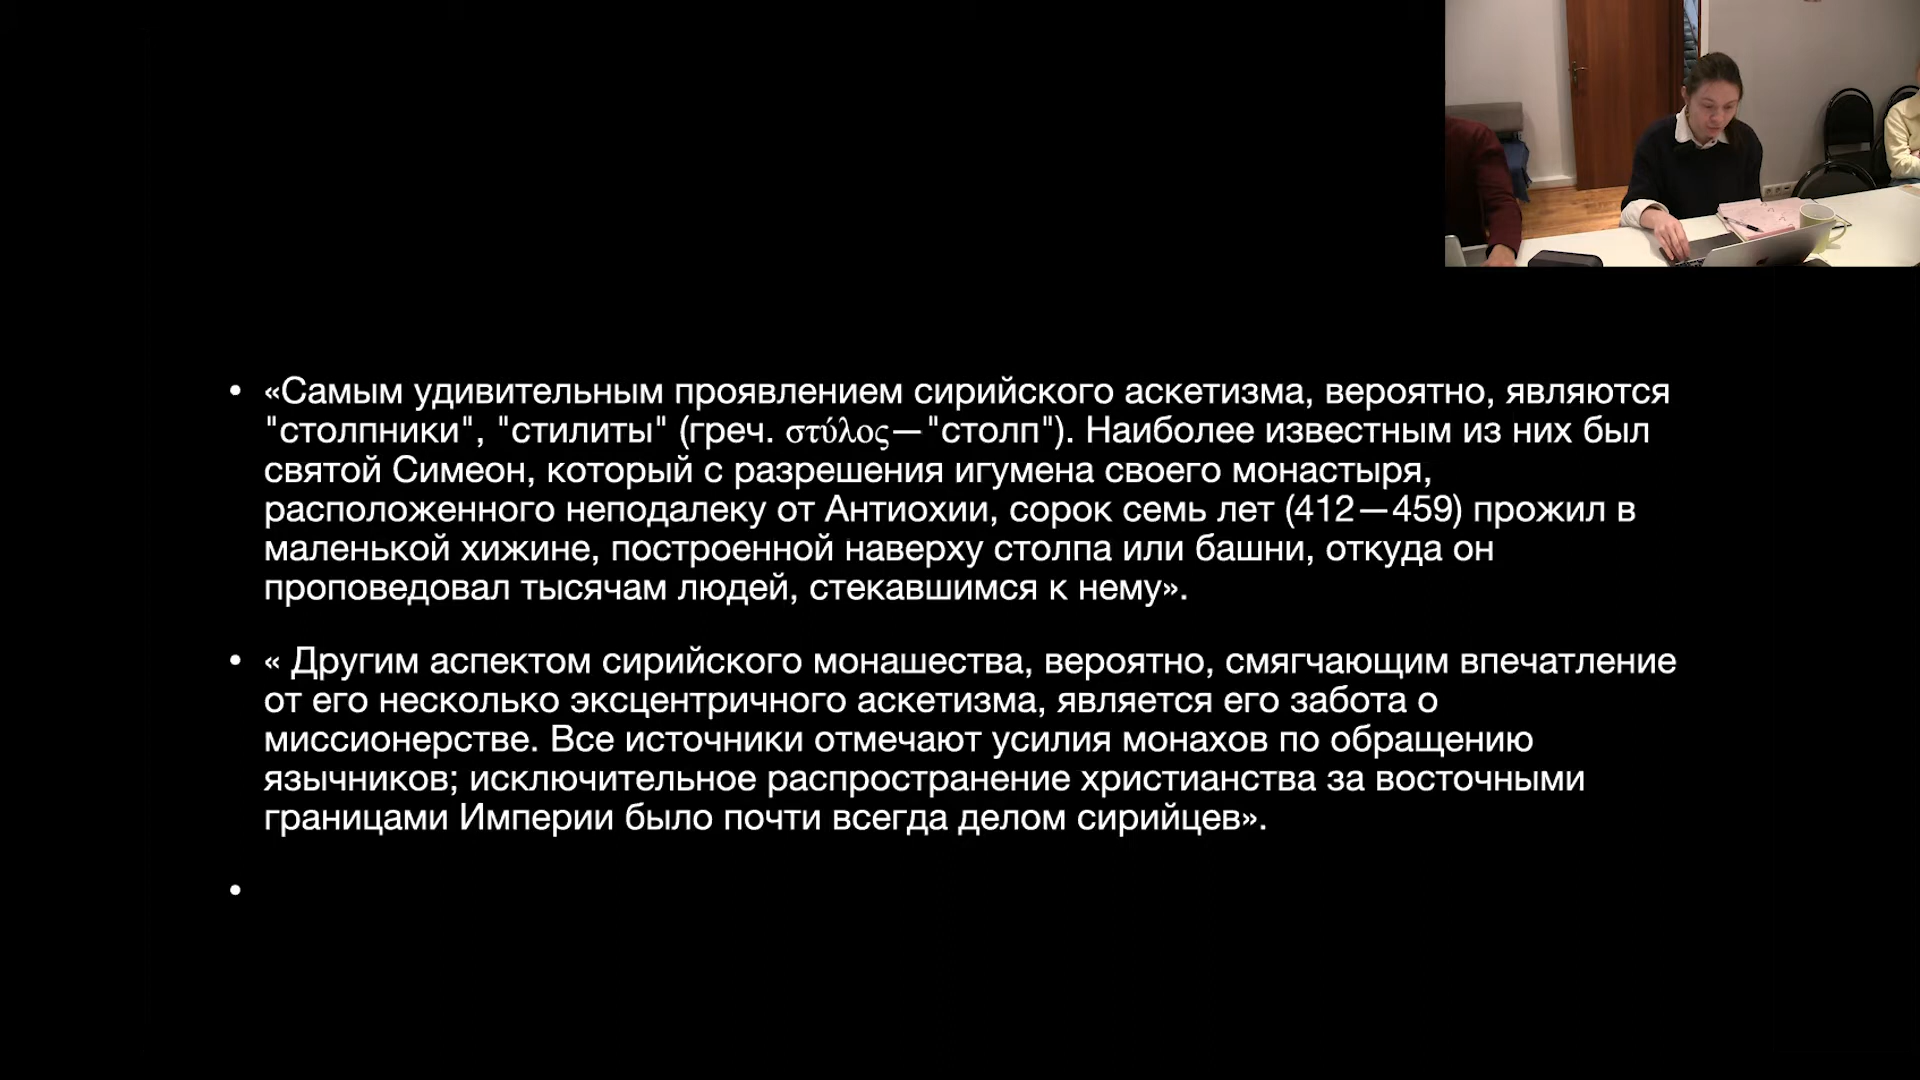 • «Самым удивительным проявлением сирийского аскетизма, вероятно, являются
"столпники", "стилиты" (греч. στύλος—"столп"). Наиболее известным из них был
святой Симеон, который с разрешения игумена своего монастыря,
расположенного неподалеку от Антиохии, сорок семь лет (412—459) прожил в
маленькой хижине, построенной наверху столпа или башни, откуда он
проповедовал тысячам людей, стекавшимся к нему».
• « Другим аспектом сирийского монашества, вероятно, смягчающим впечатление
от его несколько эксцентричного аскетизма, является его забота о
миссионерстве. Все источники отмечают усилия монахов по обращению
язычников; исключительное распространение христианства за восточными
границами Империи было почти всегда делом сирийцев».
•